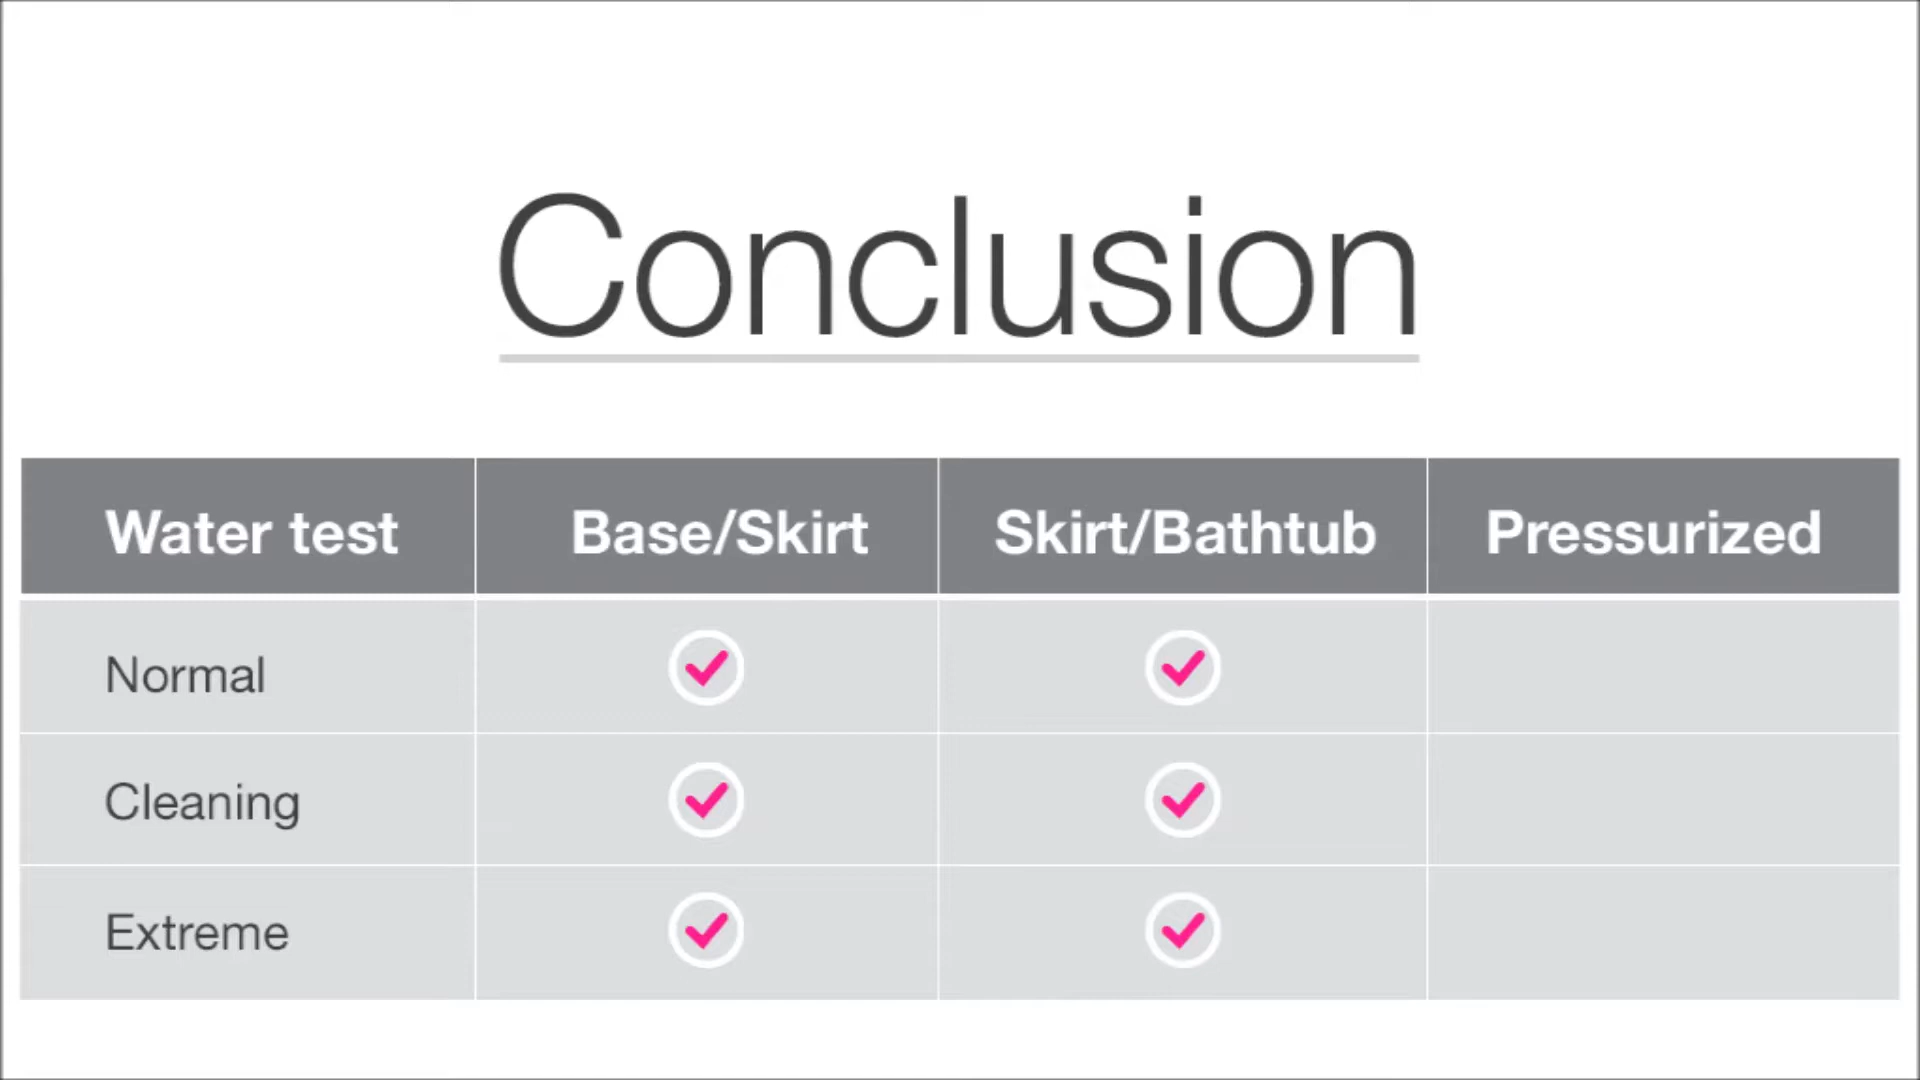 Conclusion
Water test Base/Skirt Skirt/Bathtub Pressurized
Normal
Cleaning
Extreme